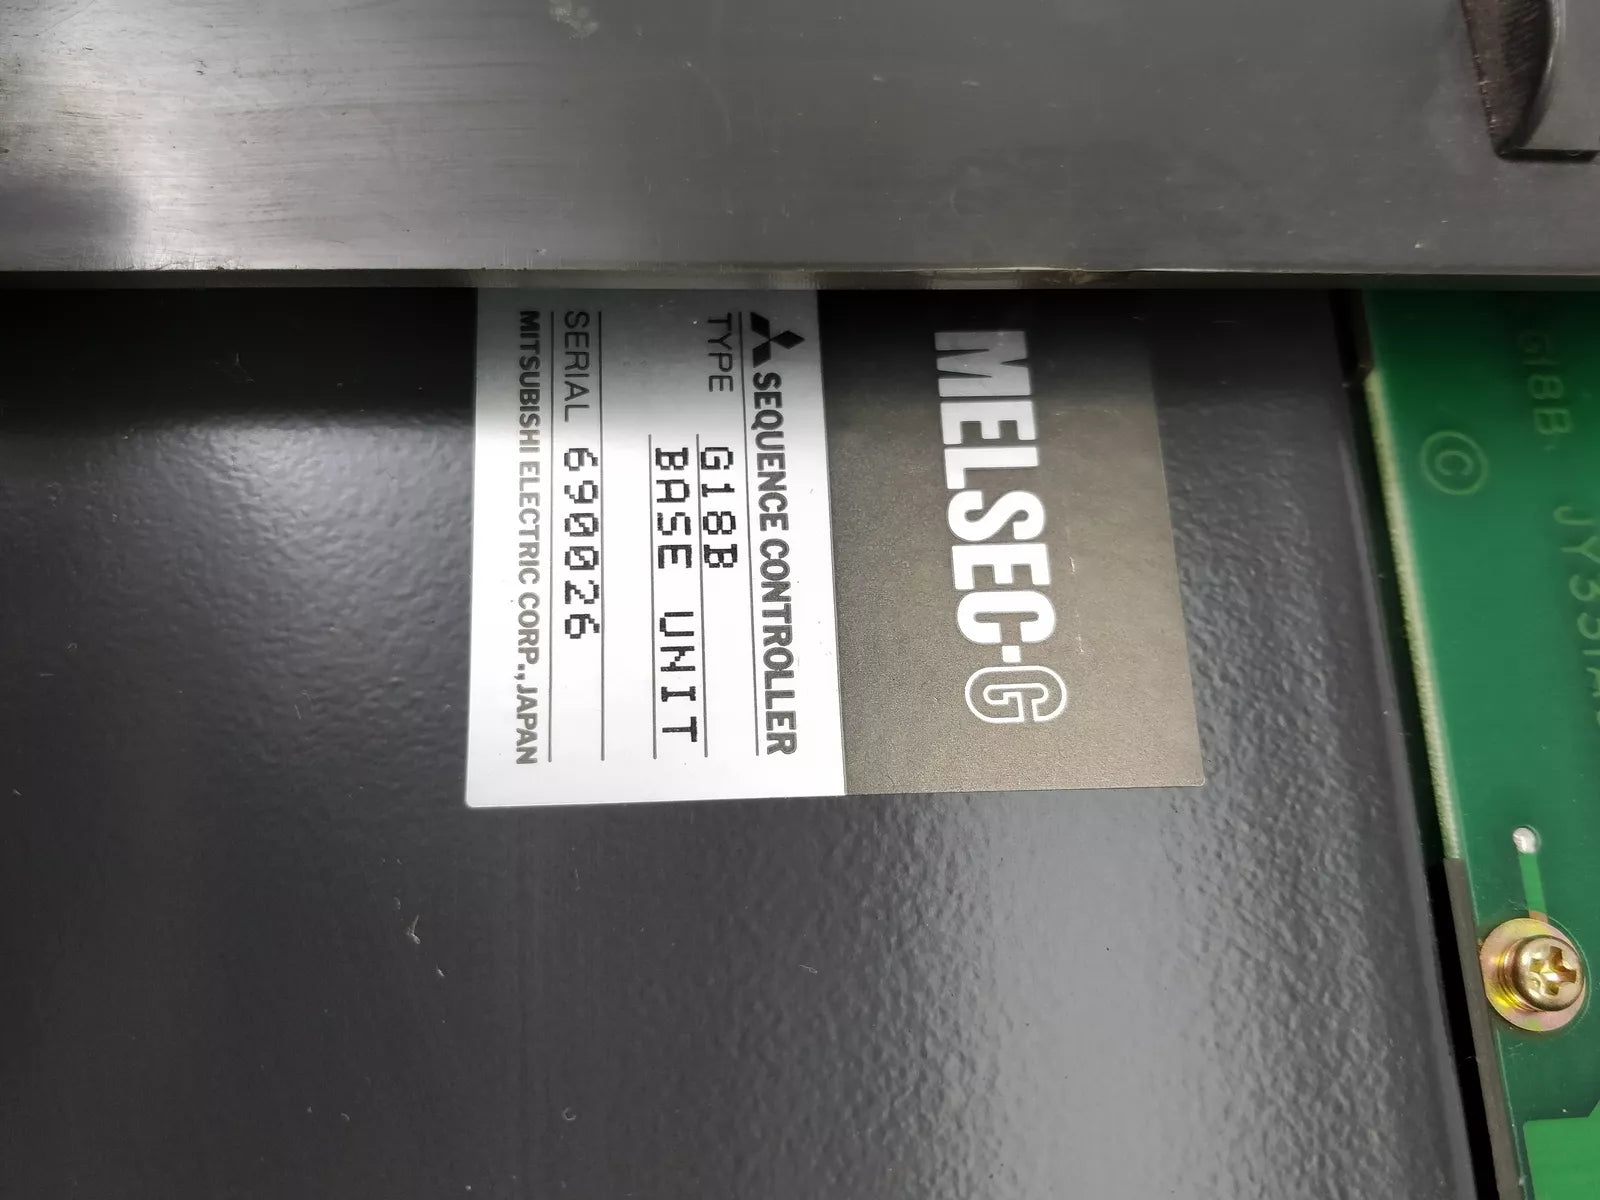 MELSEC-G
SEQUENCE CONTROLLER
TYPE G18B
BASE UNIT
SERIAL 690026
MITSUBISHI ELECTRIC CORP., JAPAN
G18B
©